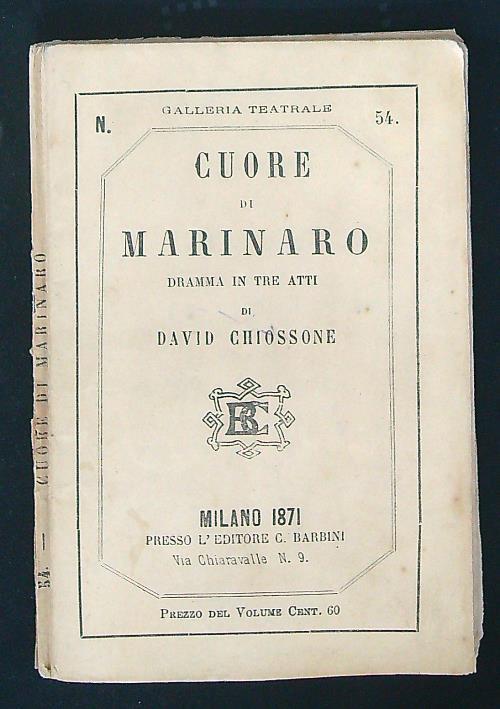 GALLERIA TEATRALE
N. 54.
CUORE
DI
MARINARO
DRAMMA IN TRE ATTI
DI
DAVID CHIOSSONE
BC
MILANO 1871
PRESSO L' EDITORE C. BARBINI
Via Chiaravalle N. 9.
PREZZO DEL VOLUME CENT. 60
54. — CUORE DI MARINARO